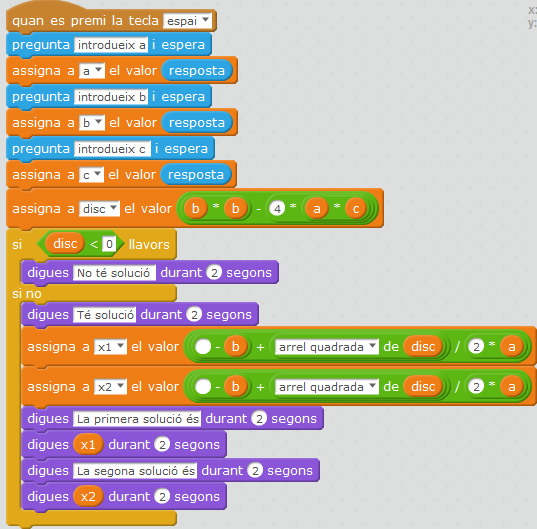 quan es premi la tecla espai
x:
pregunta introdueix a i espera
y:
assigna a a el valor resposta
pregunta introdueix b i espera
assigna a b el valor resposta
pregunta introdueix c i espera
assigna a c el valor resposta
assigna a disc el valor b * b - 4 * a * c
si disc < 0 llavors
digues No té solució durant 2 segons
si no
digues Té solució durant 2 segons
assigna a x1 el valor - b + arrel quadrada de disc / 2 * a
assigna a x2 el valor - b + arrel quadrada de disc / 2 * a
digues La primera solució és durant 2 segons
digues x1 durant 2 segons
digues La segona solució és durant 2 segons
digues x2 durant 2 segons